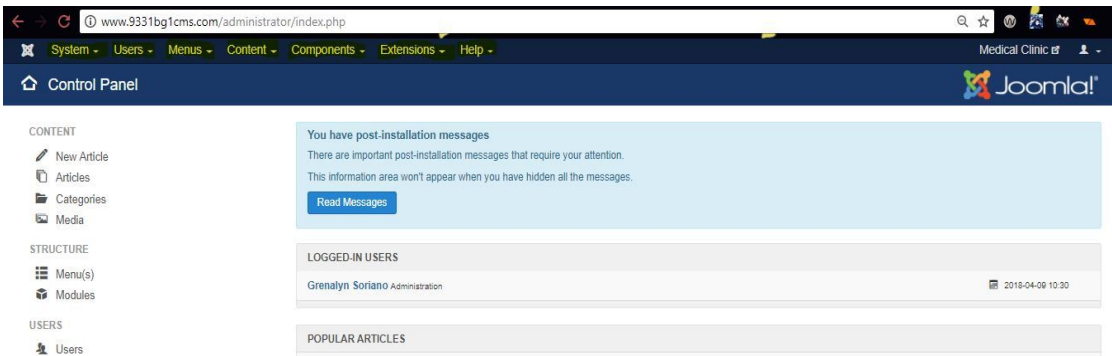 www.9331bg1cms.com/administrator/index.php
System Users Menus Content Components Extensions Help Medical Clinic
Control Panel Joomla!®
CONTENT
New Article
Articles
Categories
Media
STRUCTURE
Menu(s)
Modules
USERS
Users
You have post-installation messages
There are important post-installation messages that require your attention.
This information area won't appear when you have hidden all the messages.
Read Messages
LOGGED-IN USERS
Grenalyn Soriano Administration 2018-04-09 10:30
POPULAR ARTICLES